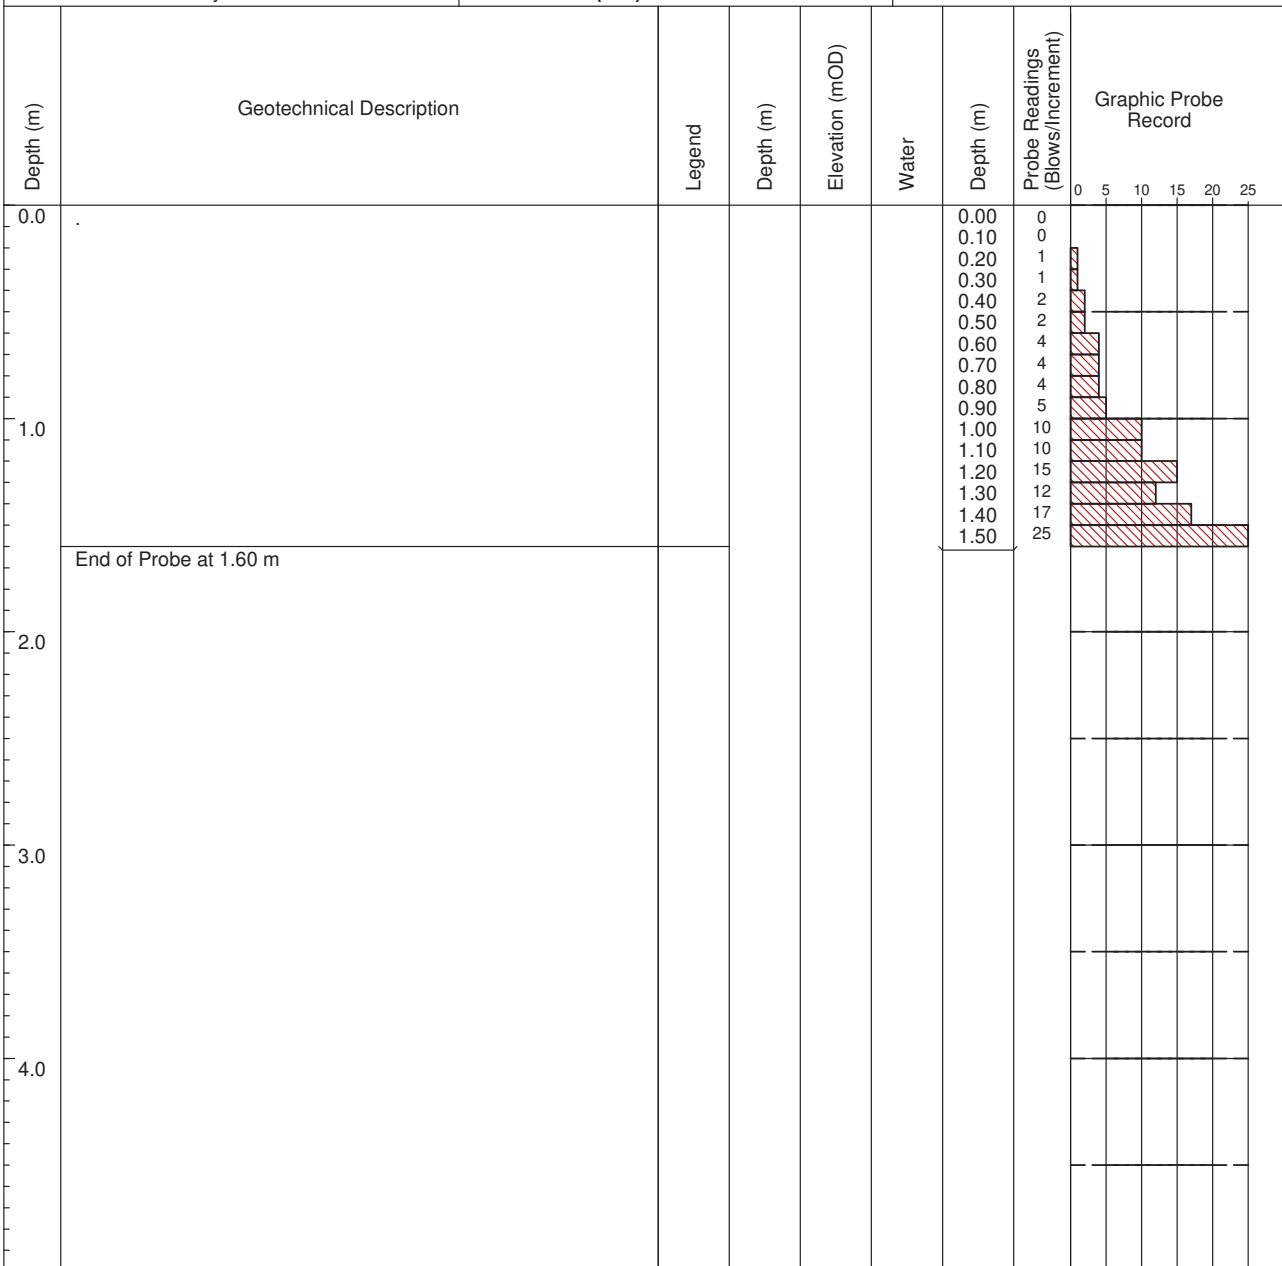 Depth (m)
Geotechnical Description
Legend
Depth (m)
Elevation (mOD)
Water
Depth (m)
Probe Readings
(Blows/Increment)
Graphic Probe
Record
0 5 10 15 20 25
0.0 . 0.00 0
0.10 0
0.20 1
0.30 1
0.40 2
0.50 2
0.60 4
0.70 4
0.80 4
0.90 5
1.0 1.00 10
1.10 10
1.20 15
1.30 12
1.40 17
1.50 25
End of Probe at 1.60 m
2.0
3.0
4.0